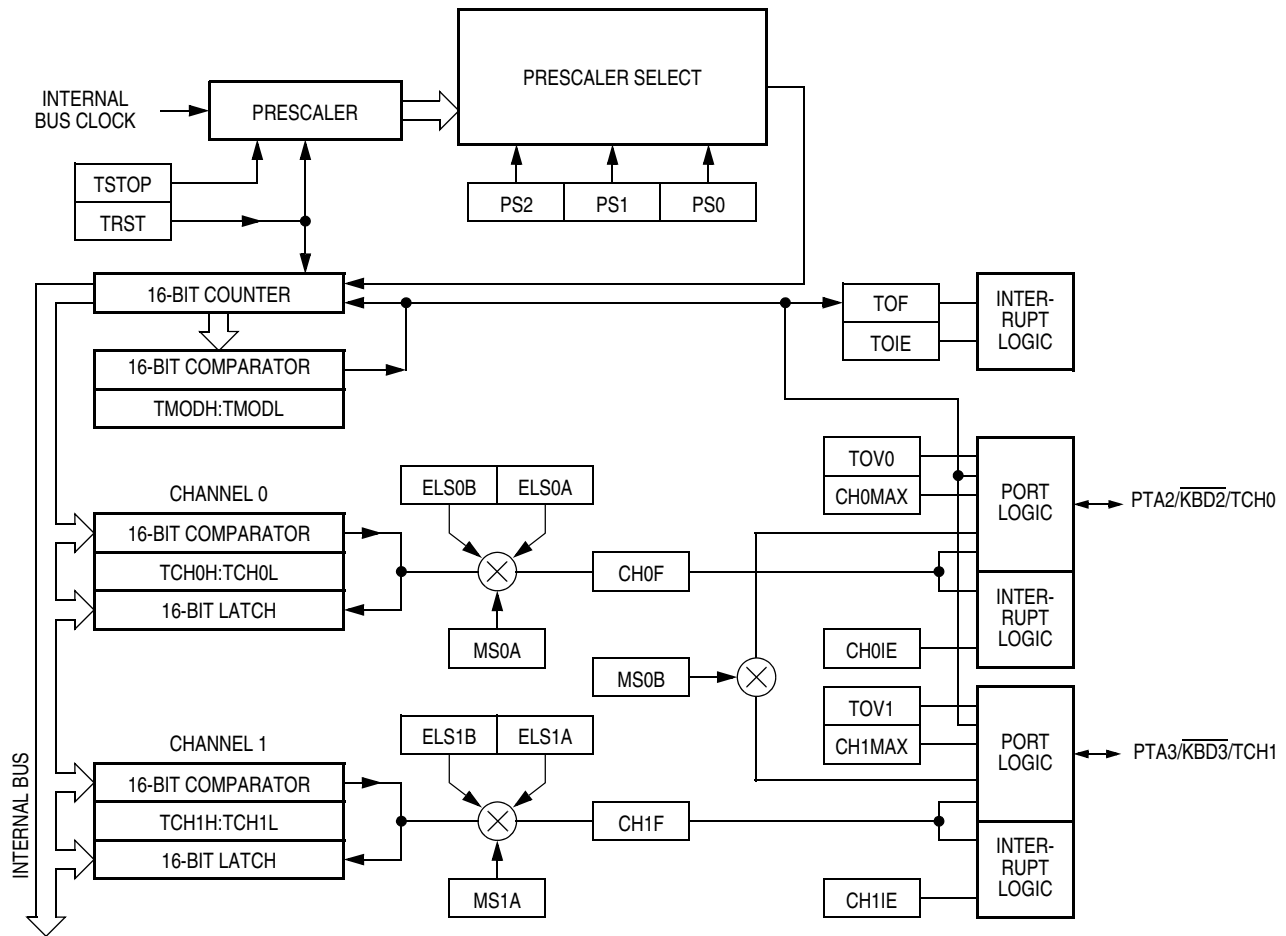 PRESCALER SELECT
INTERNAL
BUS CLOCK
PRESCALER
TSTOP
TRST
PS2
PS1
PS0
16-BIT COUNTER
16-BIT COMPARATOR
TMODH:TMODL
TOF
TOIE
INTER-
RUPT
LOGIC
CHANNEL 0
16-BIT COMPARATOR
TCH0H:TCH0L
16-BIT LATCH
ELS0B
ELS0A
MS0A
CH0F
TOV0
CH0MAX
PORT
LOGIC
PTA2/KBD2/TCH0
INTER-
RUPT
LOGIC
CH0IE
MS0B
CHANNEL 1
16-BIT COMPARATOR
TCH1H:TCH1L
16-BIT LATCH
ELS1B
ELS1A
MS1A
CH1F
TOV1
CH1MAX
PORT
LOGIC
PTA3/KBD3/TCH1
INTER-
RUPT
LOGIC
CH1IE
INTERNAL BUS